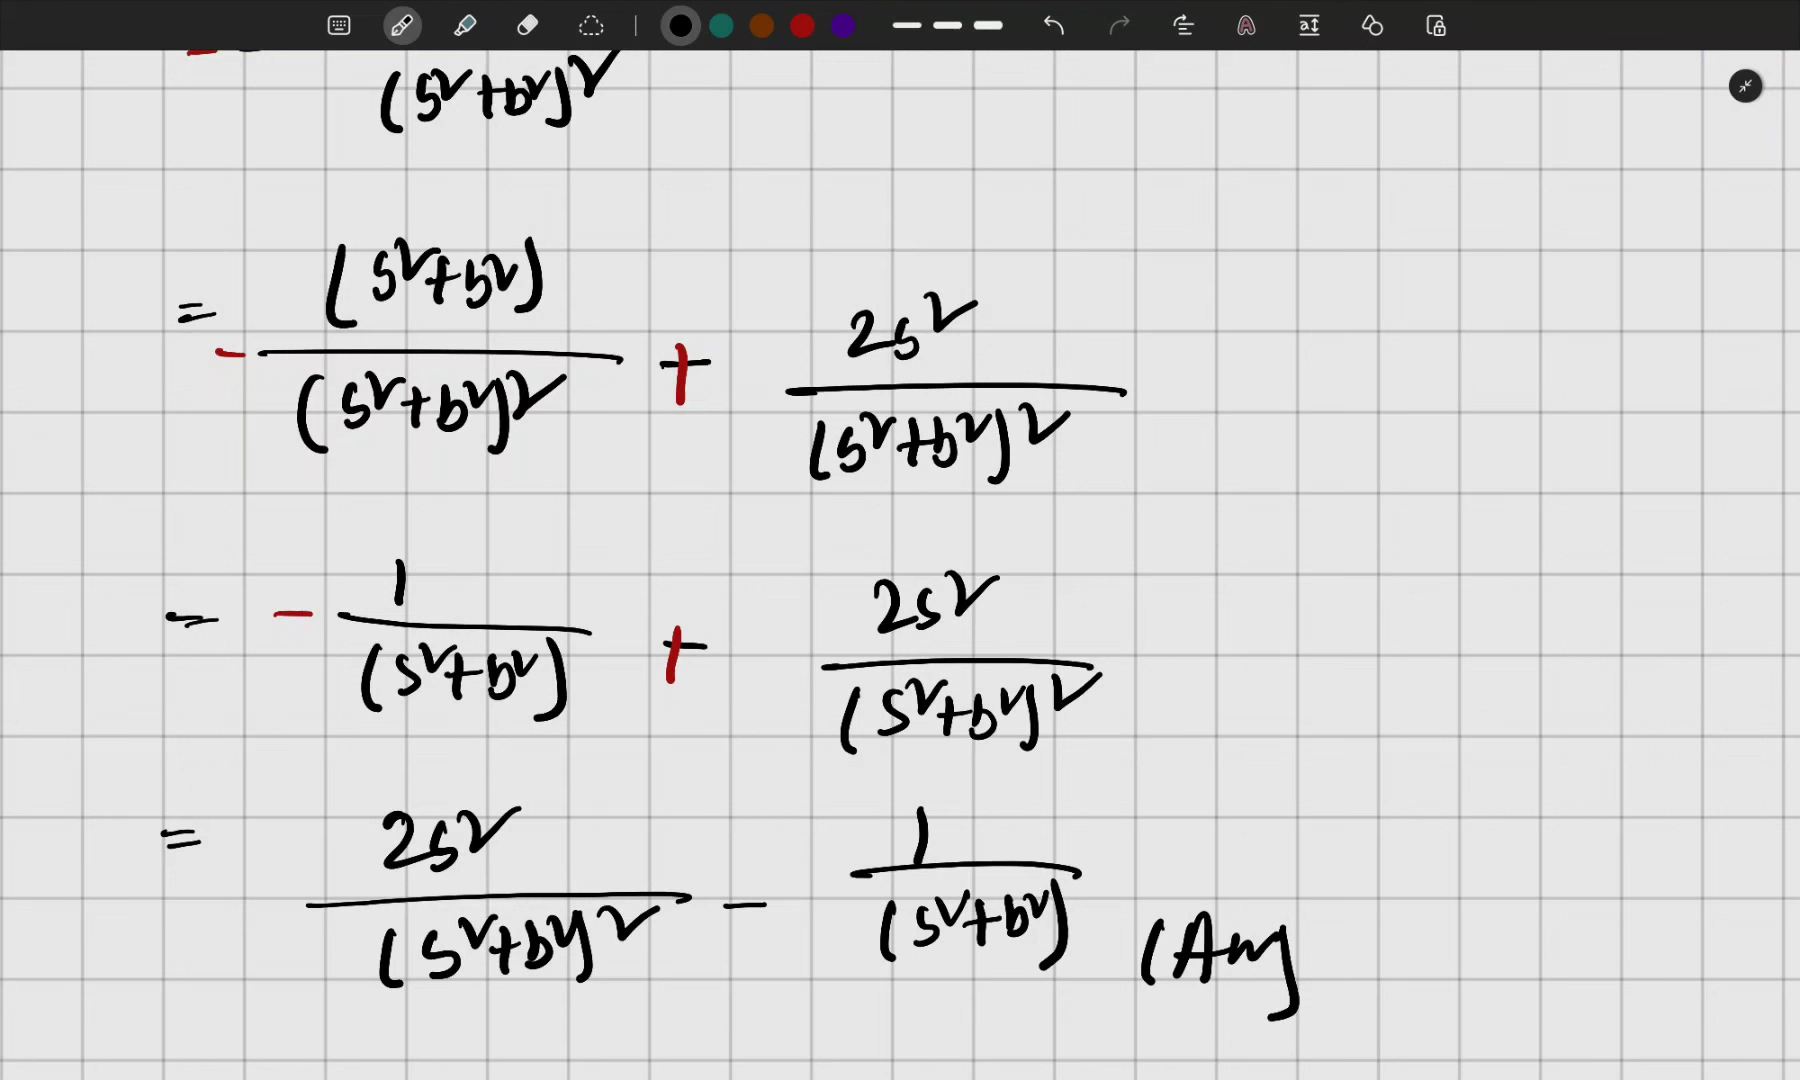 (s²+b²)²
= - (s²+b²)/(s²+b²)² + 2s²/(s²+b²)²
= - 1/(s²+b²) + 2s²/(s²+b²)²
= 2s²/(s²+b²)² - 1/(s²+b²) (Ans)